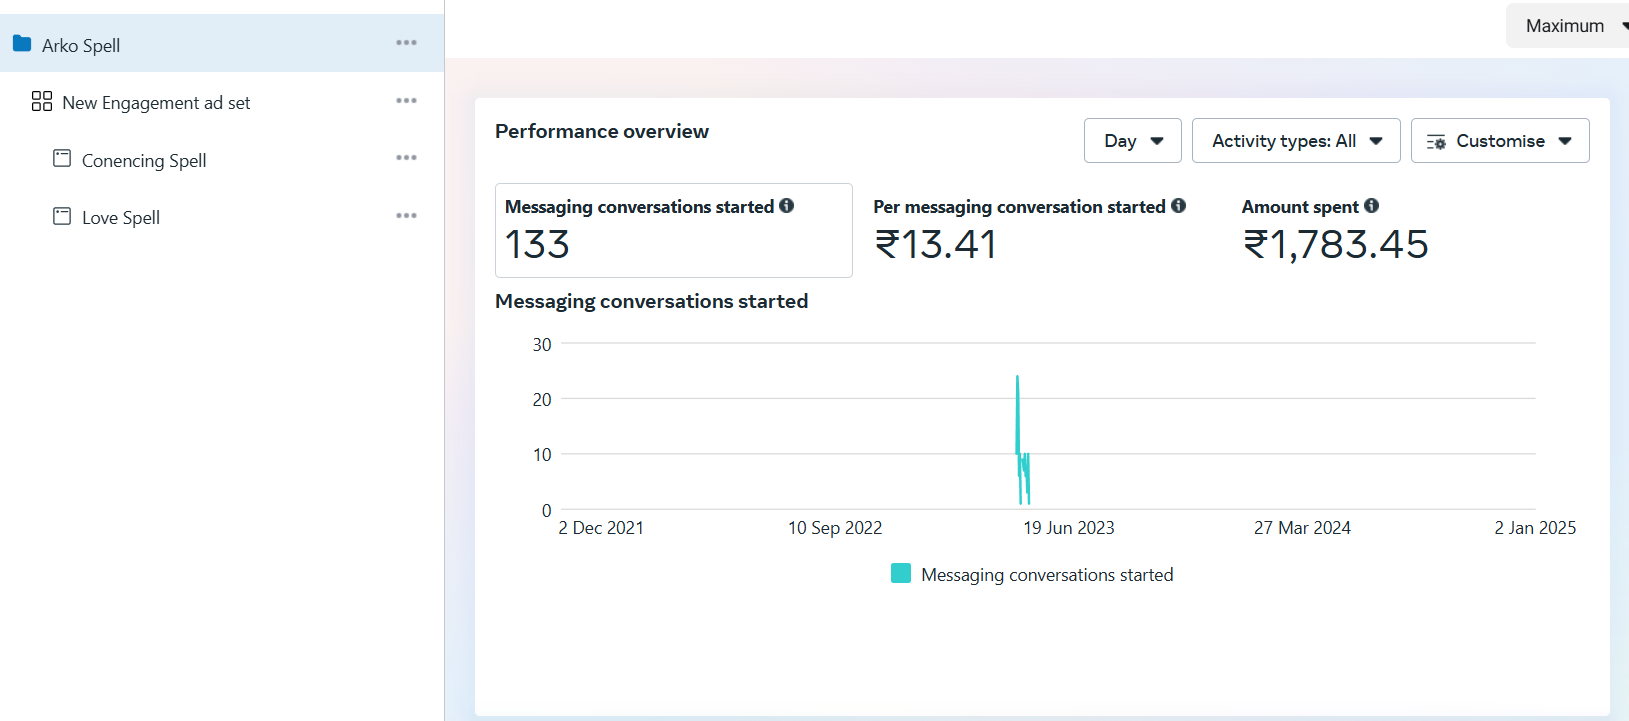 Arko Spell
New Engagement ad set
Conencing Spell
Love Spell
Maximum
Performance overview
Day
Activity types: All
Customise
Messaging conversations started
133
Per messaging conversation started
₹13.41
Amount spent
₹1,783.45
Messaging conversations started
30
20
10
0
2 Dec 2021
10 Sep 2022
19 Jun 2023
27 Mar 2024
2 Jan 2025
Messaging conversations started